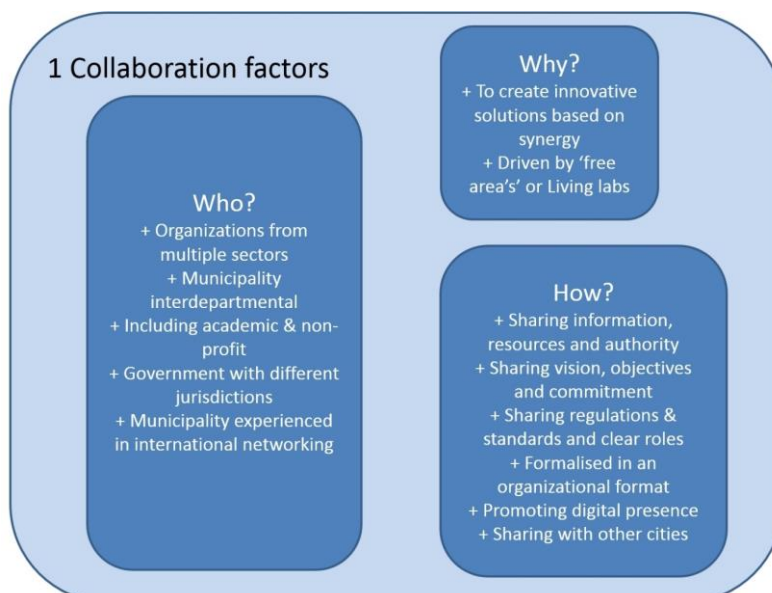 1 Collaboration factors
Who?
+ Organizations from
multiple sectors
+ Municipality
interdepartmental
+ Including academic & non-
profit
+ Government with different
jurisdictions
+ Municipality experienced
in international networking
Why?
+ To create innovative
solutions based on
synergy
+ Driven by ‘free
area’s’ or Living labs
How?
+ Sharing information,
resources and authority
+ Sharing vision, objectives
and commitment
+ Sharing regulations &
standards and clear roles
+ Formalised in an
organizational format
+ Promoting digital presence
+ Sharing with other cities